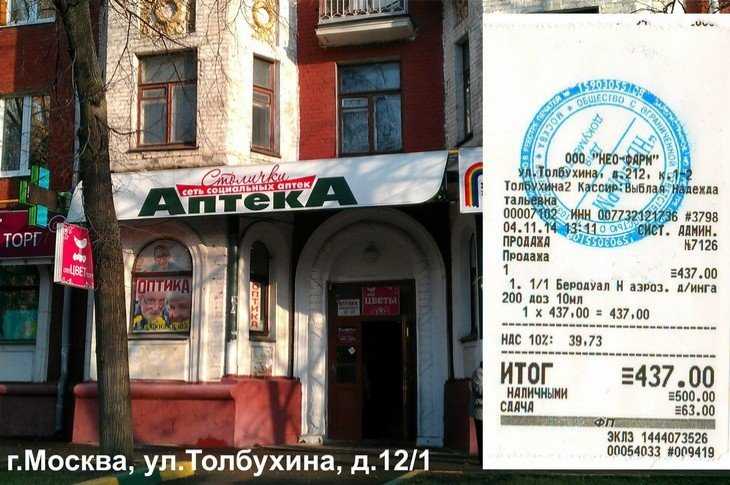 Столички
сеть социальных аптек
АптекА
ТОРГ
ЦВЕТ
ОПТИКА
ОПТИКА
ЦВЕТЫ
г.Москва, ул.Толбухина, д.12/1
ООО "НЕО-ФАРМ"
ул.Толбухина, д.212, к.1-2
Толбухина2 Кассир:Выблая Надежда
тальевна
00007102 ИНН 007732121736 #3798
04.11.14 13:11 СИСТ. АДМИН.
ПРОДАЖА №7126
Продажа
1 ≡437.00
1. 1/1 Беродуал Н аэроз. д/инга
200 доз 10мл
1 x 437,00 = 437,00
НДС 10%: 39,73
ИТОГ ≡437.00
НАЛИЧНЫМИ ≡500.00
СДАЧА ≡63.00
ФП
ЭКЛЗ 1444073526
00054033 #009419